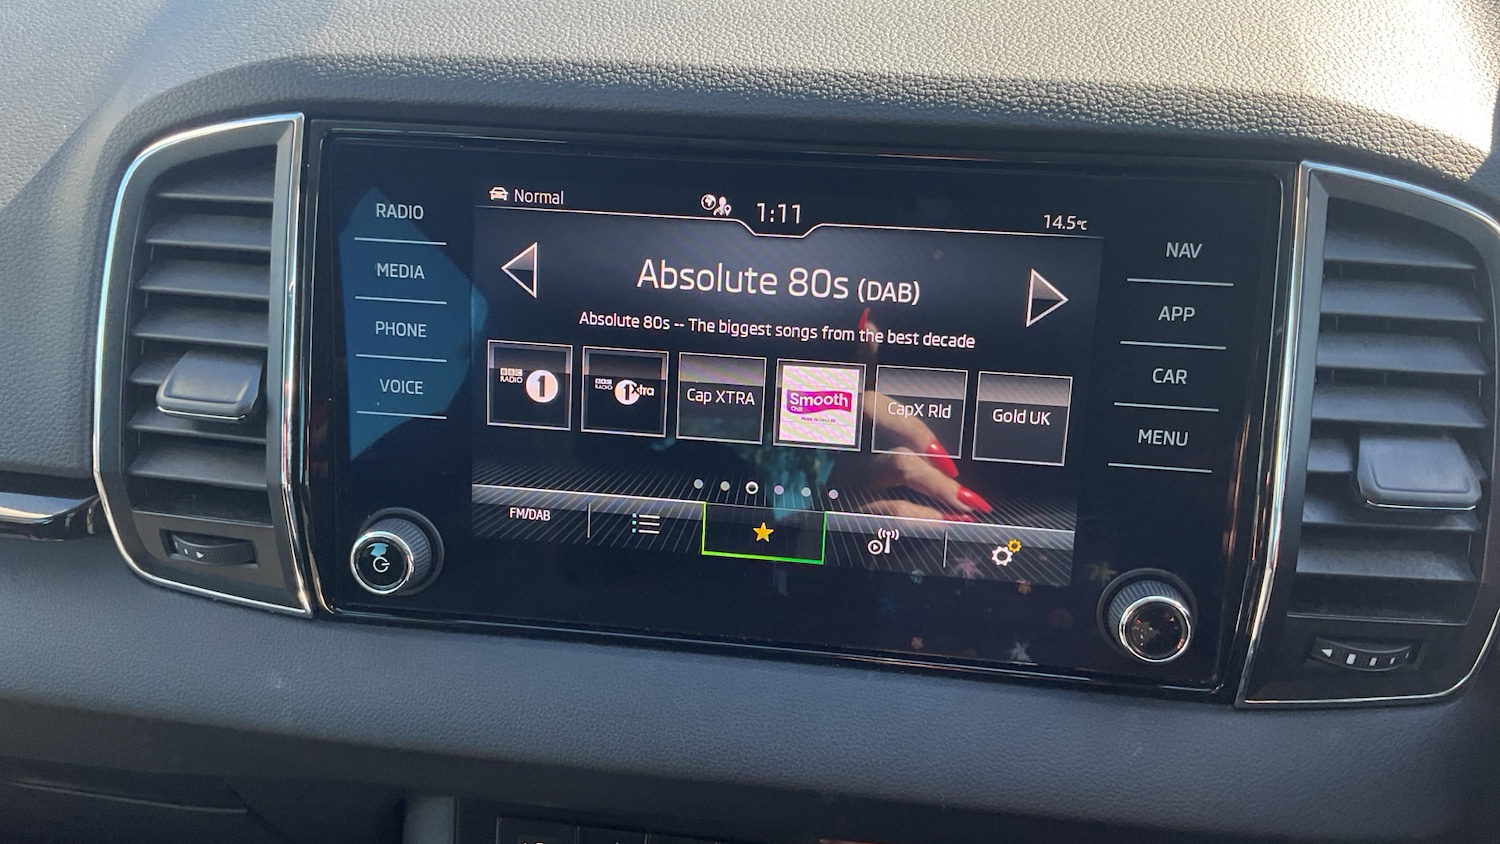 Normal
1:11
14.5°C
RADIO
MEDIA
PHONE
VOICE
Absolute 80s (DAB)
Absolute 80s -- The biggest songs from the best decade
BBC
RADIO
1
BBC
RADIO
1Xtra
Cap XTRA
Smooth
CapX Rld
Gold UK
FM/DAB
NAV
APP
CAR
MENU